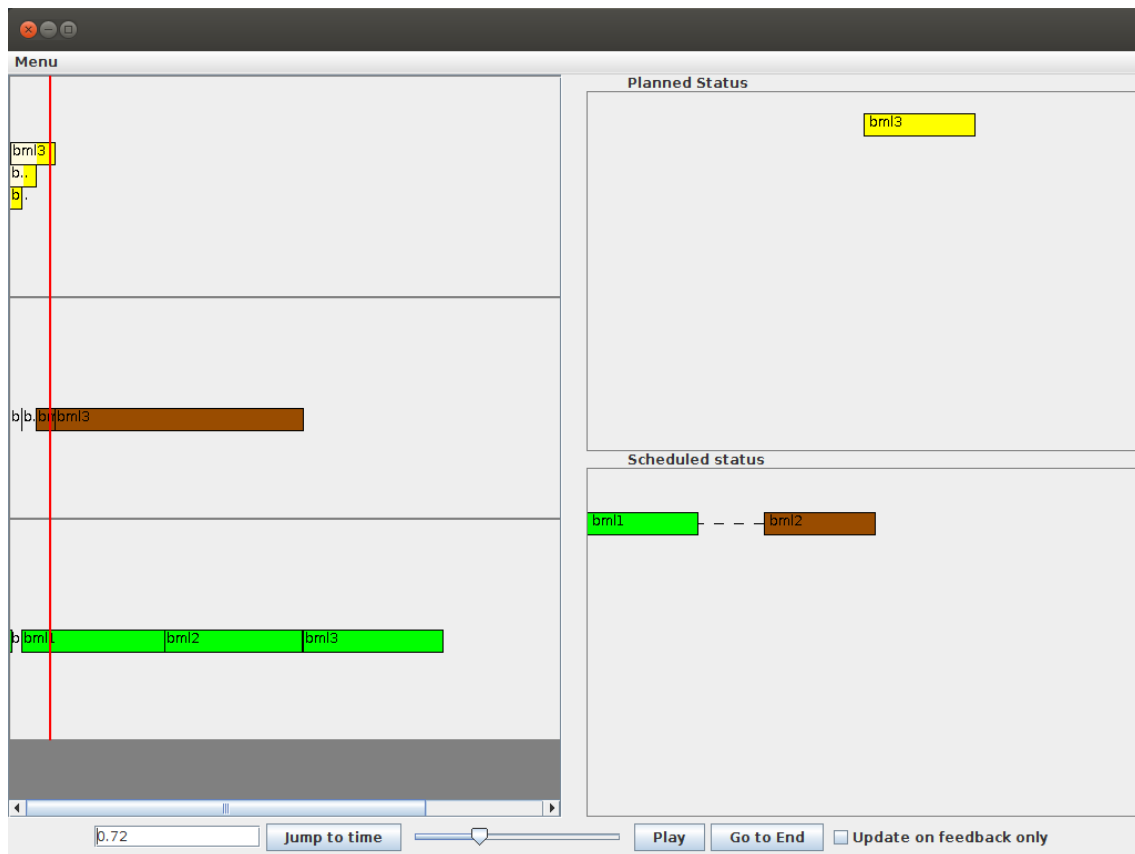 Menu
Planned Status
bml3
bml3
b..
b .
b b. bml3
Scheduled status
bml1 bml2
b bml1 bml2 bml3
0.72 Jump to time Play Go to End Update on feedback only